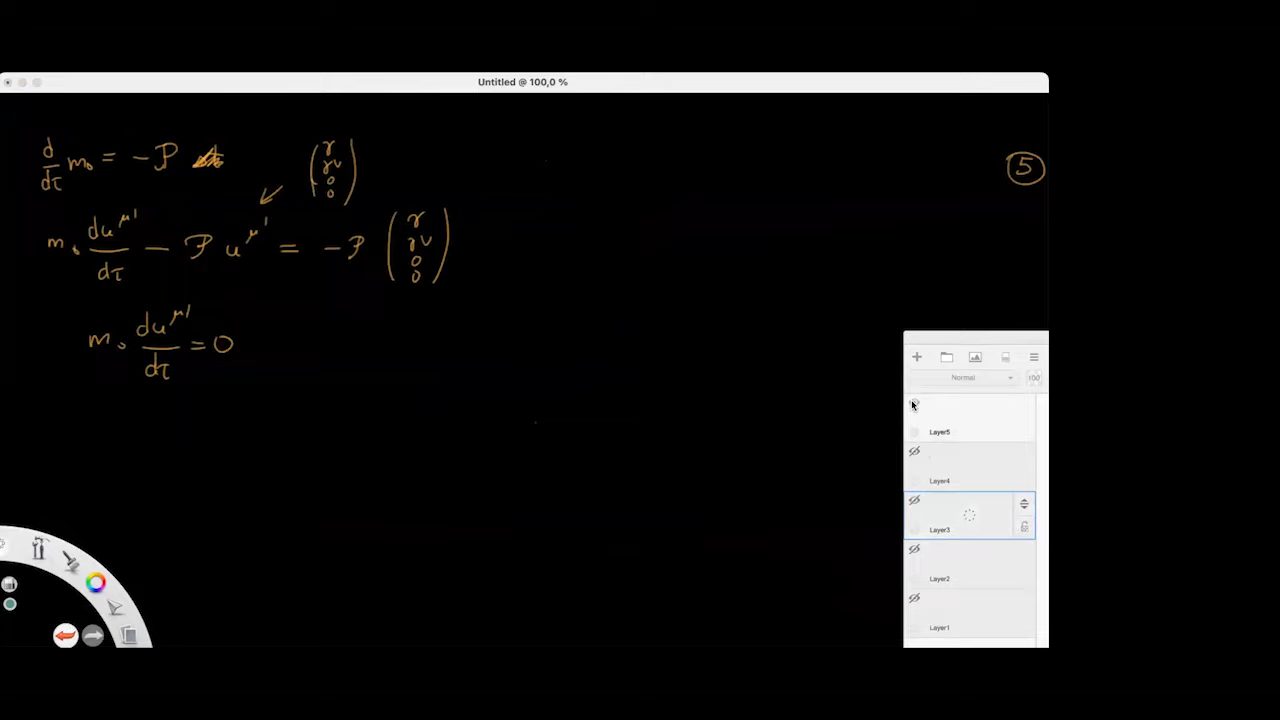 Untitled @ 100,0 %
d/dτ m₀ = − P
(γ γv 0 0)
5
m₀ du^μ'/dτ − P u^μ' = − P (γ γv 0 0)
m₀ du^μ'/dτ = 0
Normal
100
Layer5
Layer4
Layer3
Layer2
Layer1